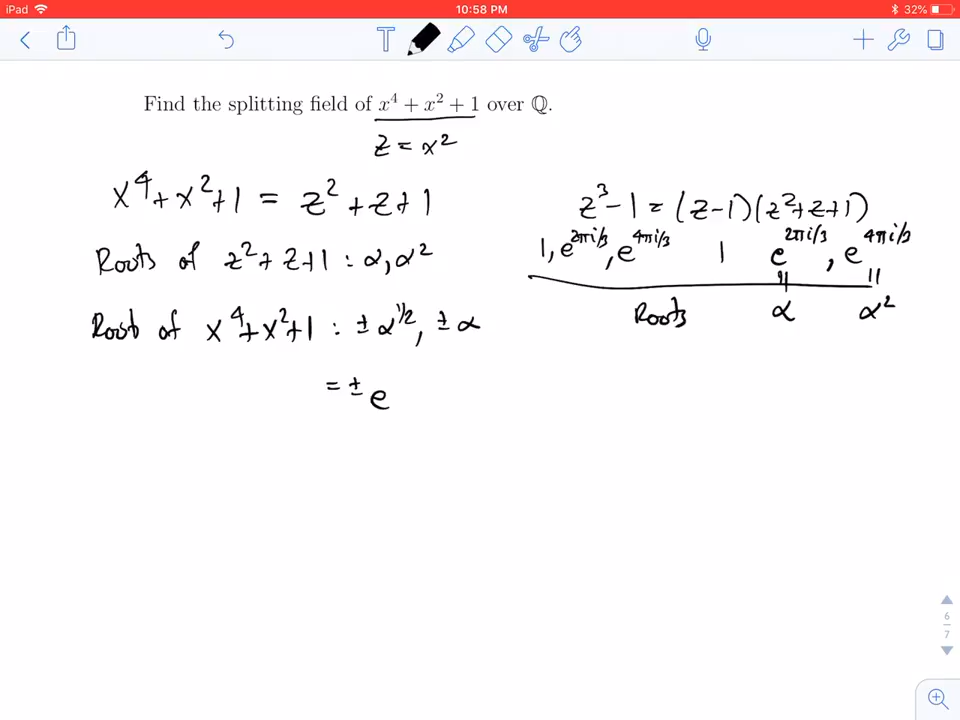 iPad 10:58 PM 32%
T
Find the splitting field of x⁴ + x² + 1 over ℚ.
z = x²
x⁴ + x² + 1 = z² + z + 1
z³ - 1 = (z-1)(z² + z + 1)
1, e^{2πi/3}, e^{4πi/3} 1 e^{2πi/3}, e^{4πi/3}
Roots of z² + z + 1 : α, α²
Roots α α²
Root of x⁴ + x² + 1 : ± α^{1/2}, ± α
= ± e
6
7